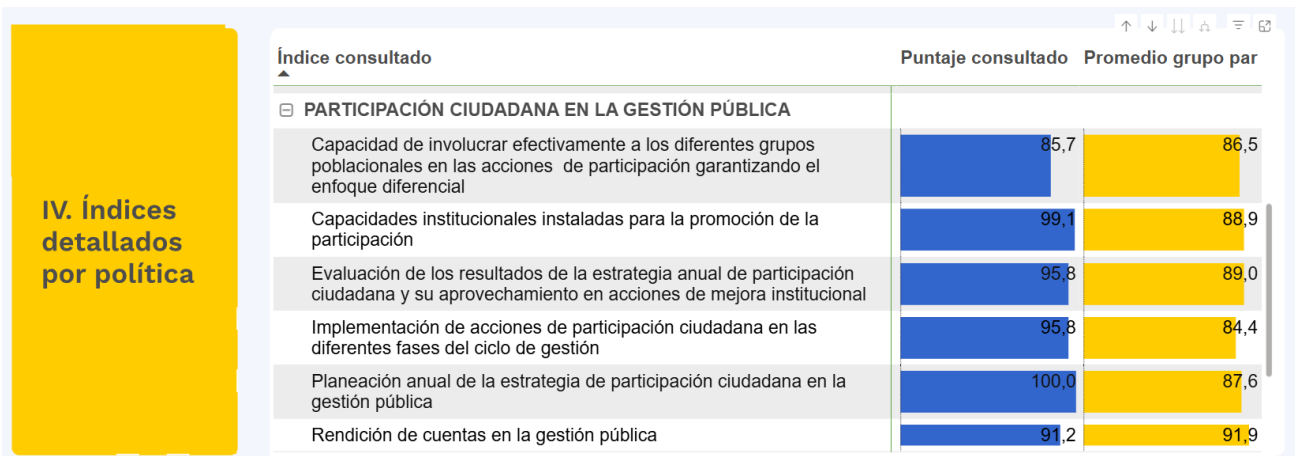 IV. Índices
detallados
por política
Índice consultado Puntaje consultado Promedio grupo par
PARTICIPACIÓN CIUDADANA EN LA GESTIÓN PÚBLICA
Capacidad de involucrar efectivamente a los diferentes grupos
poblacionales en las acciones de participación garantizando el
enfoque diferencial
85,7 86,5
Capacidades institucionales instaladas para la promoción de la
participación
99,1 88,9
Evaluación de los resultados de la estrategia anual de participación
ciudadana y su aprovechamiento en acciones de mejora institucional
95,8 89,0
Implementación de acciones de participación ciudadana en las
diferentes fases del ciclo de gestión
95,8 84,4
Planeación anual de la estrategia de participación ciudadana en la
gestión pública
100,0 87,6
Rendición de cuentas en la gestión pública 91,2 91,9